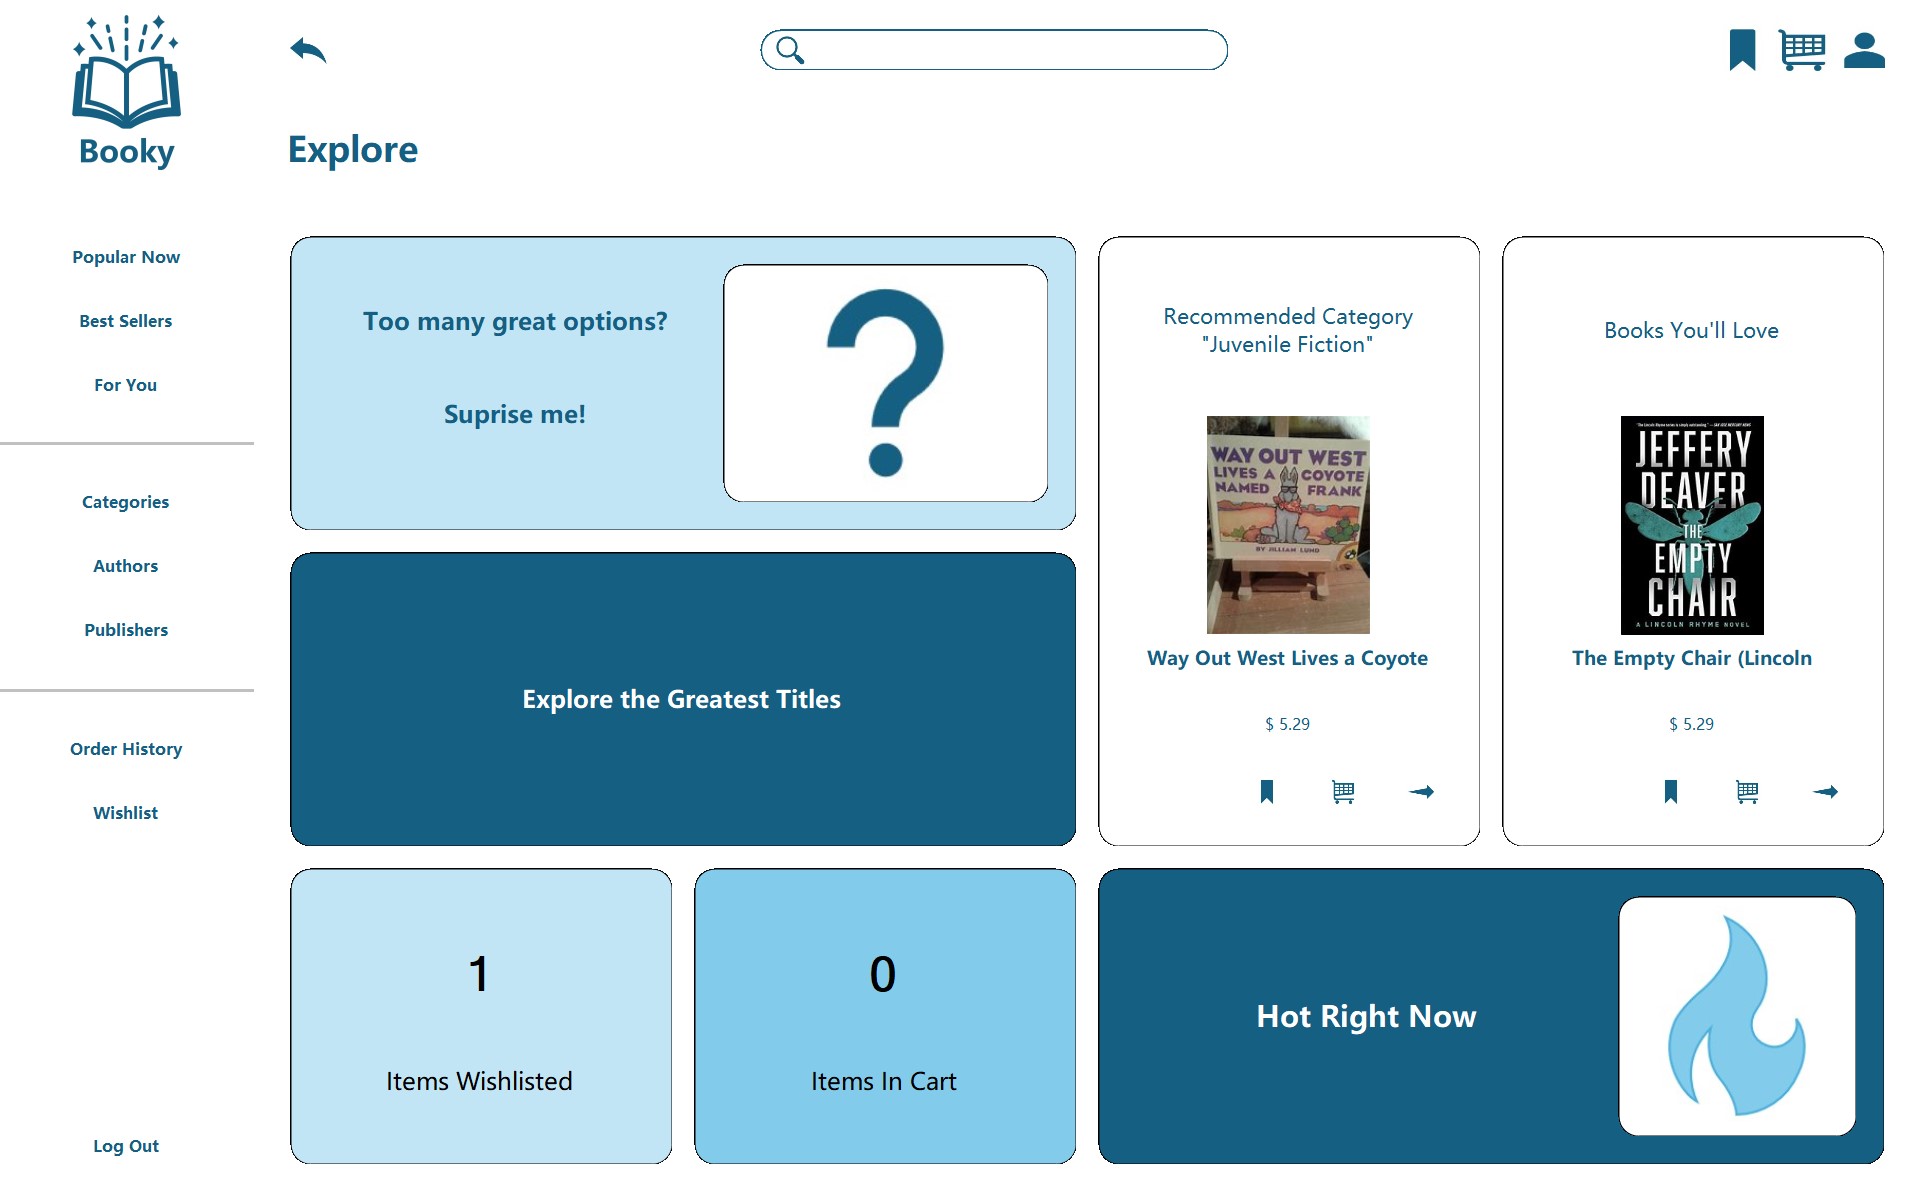 Booky
Explore
Popular Now
Best Sellers
For You
Categories
Authors
Publishers
Order History
Wishlist
Log Out
Too many great options?
Suprise me!
?
Explore the Greatest Titles
1
Items Wishlisted
0
Items In Cart
Recommended Category
"Juvenile Fiction"
WAY OUT WEST
LIVES A COYOTE
NAMED FRANK
BY JILLIAN LUND
Way Out West Lives a Coyote
$ 5.29
Books You'll Love
JEFFERY
DEAVER
THE
EMPTY
CHAIR
A LINCOLN RHYME NOVEL
The Empty Chair (Lincoln
$ 5.29
Hot Right Now